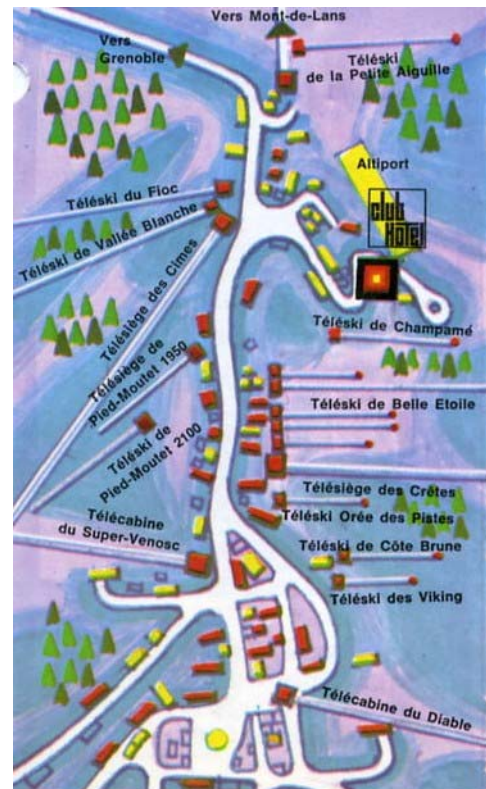 Vers Mont-de-Lans
Vers
Grenoble
Téléski
de la Petite Aiguille
Altiport
Téléski du Fioc
club
HOTEL
Téléski de Vallée Blanche
Télésiège des Cimes
Téléski de Champamé
Télésiège de
Pied-Moutet 1950
Téléski de Belle Etoile
Téléski de
Pied-Moutet 2100
Télésiège des Crêtes
Télécabine
du Super-Venosc
Téléski Orée des Pistes
Téléski de Côte Brune
Téléski des Viking
Télécabine du Diable